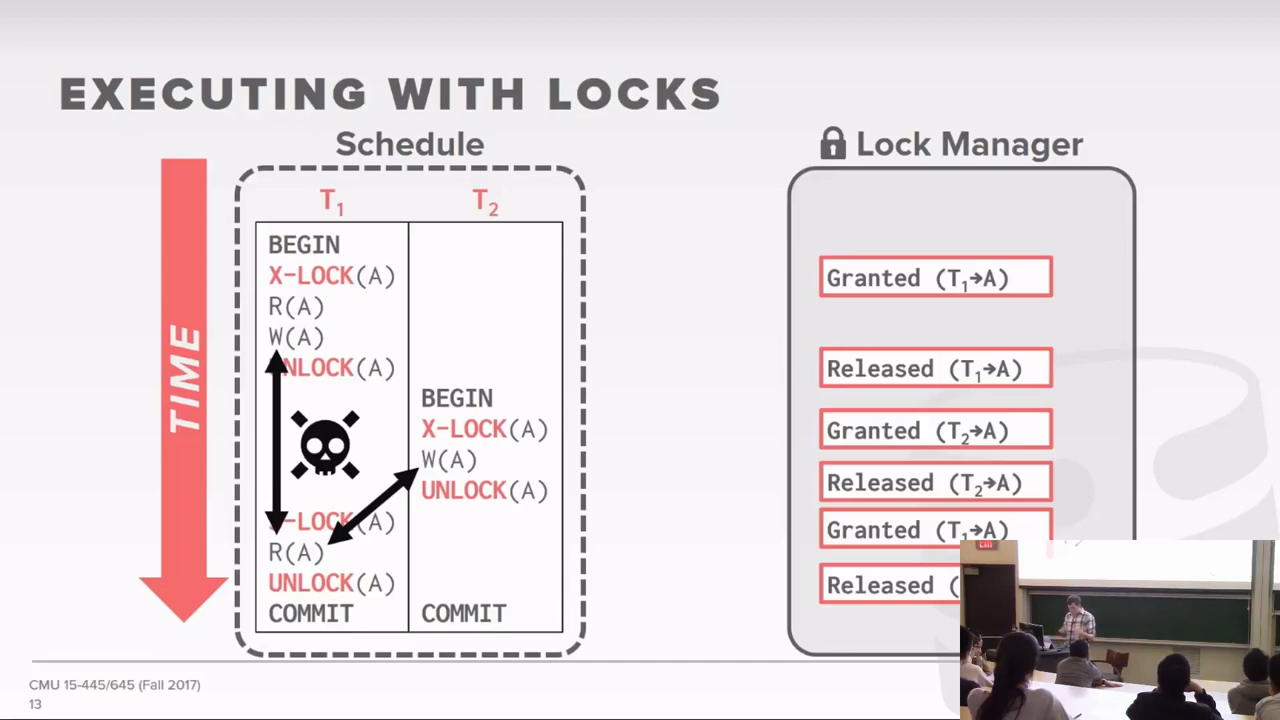 EXECUTING WITH LOCKS
Schedule
Lock Manager
TIME
T1 T2
BEGIN
X-LOCK(A)
R(A)
W(A)
NLOCK(A)
BEGIN
X-LOCK(A)
W(A)
UNLOCK(A)
-LOCK(A)
R(A)
UNLOCK(A)
COMMIT COMMIT
Granted (T1→A)
Released (T1→A)
Granted (T2→A)
Released (T2→A)
Granted (T1→A)
Released (
CMU 15-445/645 (Fall 2017)
13